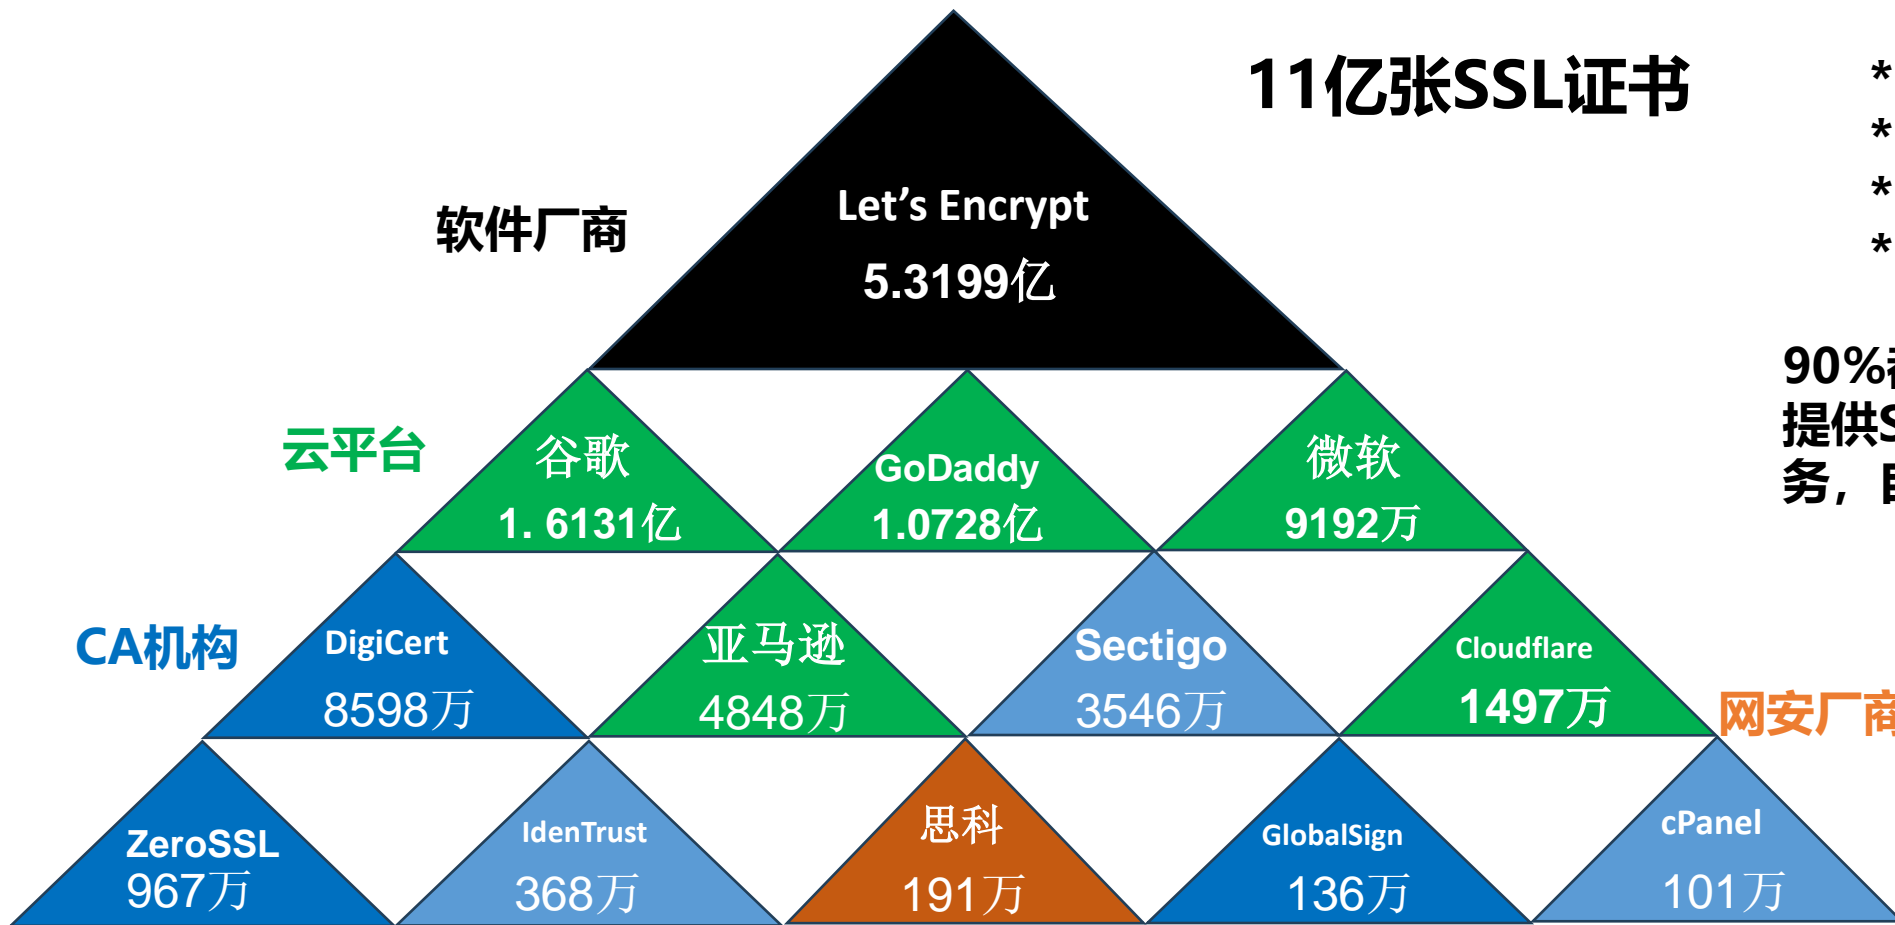 11亿张SSL证书
*
*
*
*
软件厂商
Let’s Encrypt
5.3199亿
90%
提供
务，
云平台
谷歌
1. 6131亿
GoDaddy
1.0728亿
微软
9192万
CA机构
DigiCert
8598万
亚马逊
4848万
Sectigo
3546万
Cloudflare
1497万
网安厂商
ZeroSSL
967万
IdenTrust
368万
思科
191万
GlobalSign
136万
cPanel
101万